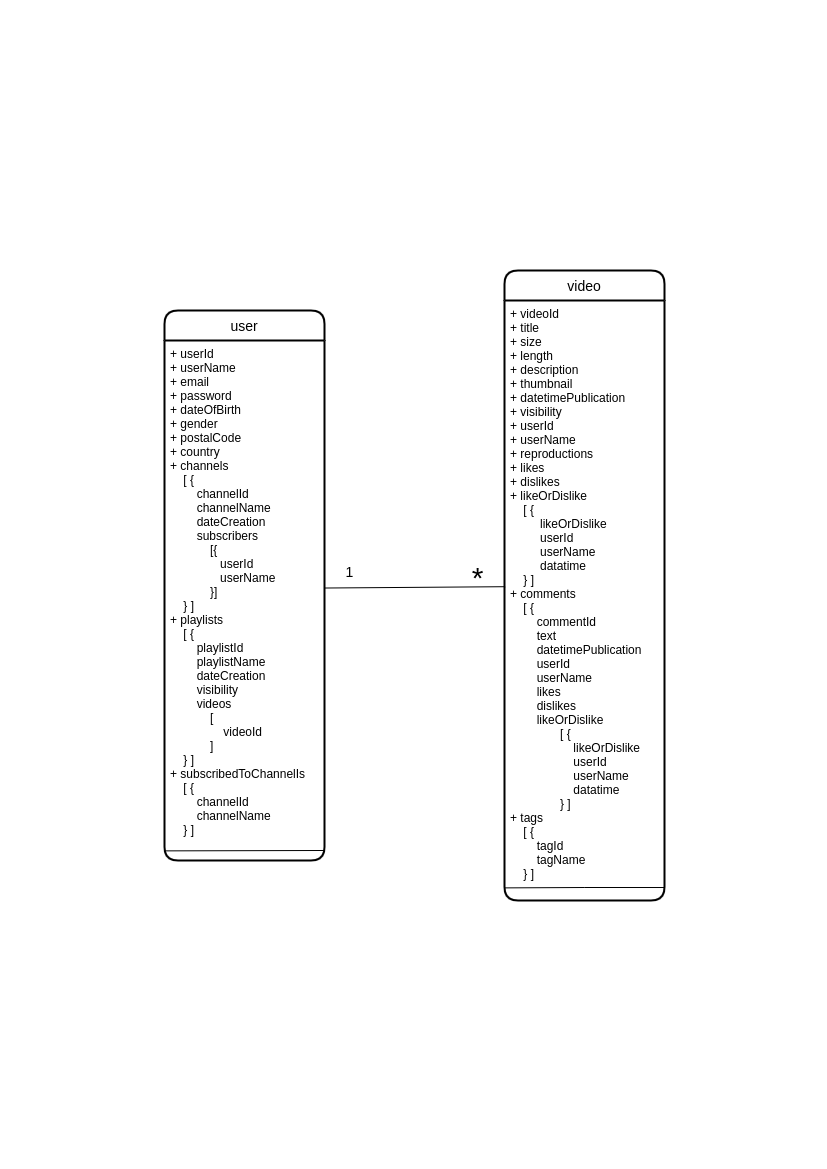 user
+ userId
+ userName
+ email
+ password
+ dateOfBirth
+ gender
+ postalCode
+ country
+ channels
[ {
channelId
channelName
dateCreation
subscribers
[{
userId
userName
}]
} ]
+ playlists
[ {
playlistId
playlistName
dateCreation
visibility
videos
[
videoId
]
} ]
+ subscribedToChannells
[ {
channelId
channelName
} ]
1
*
video
+ videoId
+ title
+ size
+ length
+ description
+ thumbnail
+ datetimePublication
+ visibility
+ userId
+ userName
+ reproductions
+ likes
+ dislikes
+ likeOrDislike
[ {
likeOrDislike
userId
userName
datatime
} ]
+ comments
[ {
commentId
text
datetimePublication
userId
userName
likes
dislikes
likeOrDislike
[ {
likeOrDislike
userId
userName
datatime
} ]
+ tags
[ {
tagId
tagName
} ]